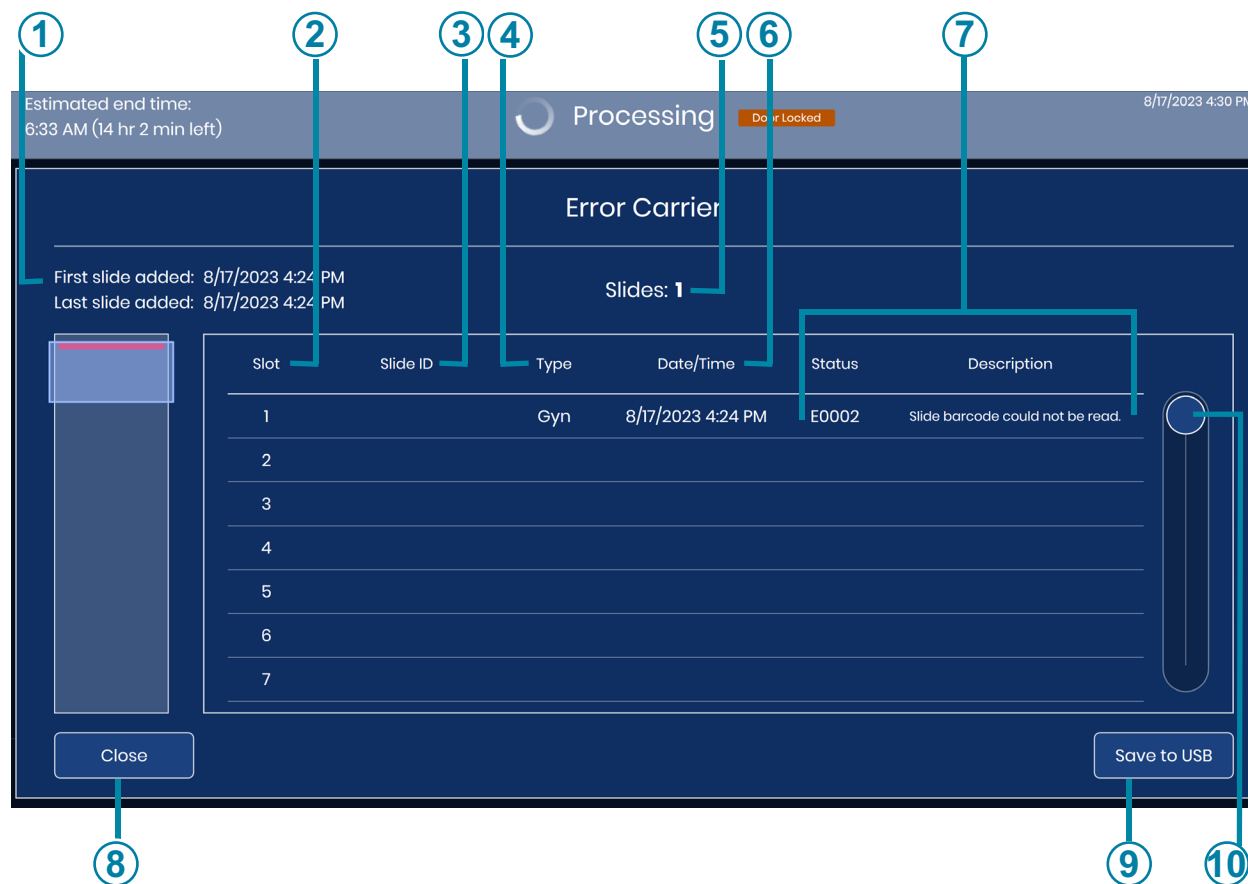 1 2 3 4 5 6 7
Estimated end time:
6:33 AM (14 hr 2 min left)
Processing
Door Locked
8/17/2023 4:30 PM
Error Carrier
First slide added: 8/17/2023 4:24 PM
Last slide added: 8/17/2023 4:24 PM
Slides: 1
Slot Slide ID Type Date/Time Status Description
1 Gyn 8/17/2023 4:24 PM E0002 Slide barcode could not be read.
2
3
4
5
6
7
Close
Save to USB
8 9 10